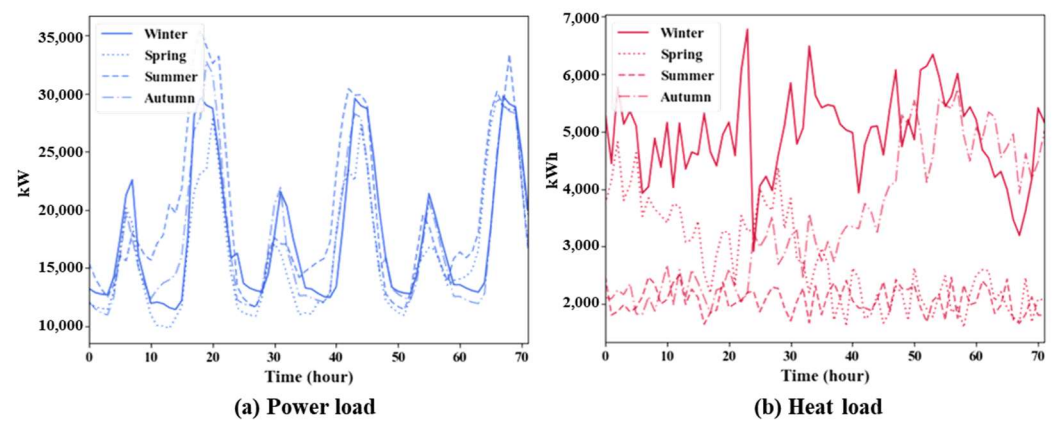 35,000
30,000
25,000
20,000
15,000
10,000
kW
Winter
Spring
Summer
Autumn
0 10 20 30 40 50 60 70
Time (hour)
(a) Power load
7,000
6,000
5,000
4,000
3,000
2,000
kWh
Winter
Spring
Summer
Autumn
0 10 20 30 40 50 60 70
Time (hour)
(b) Heat load